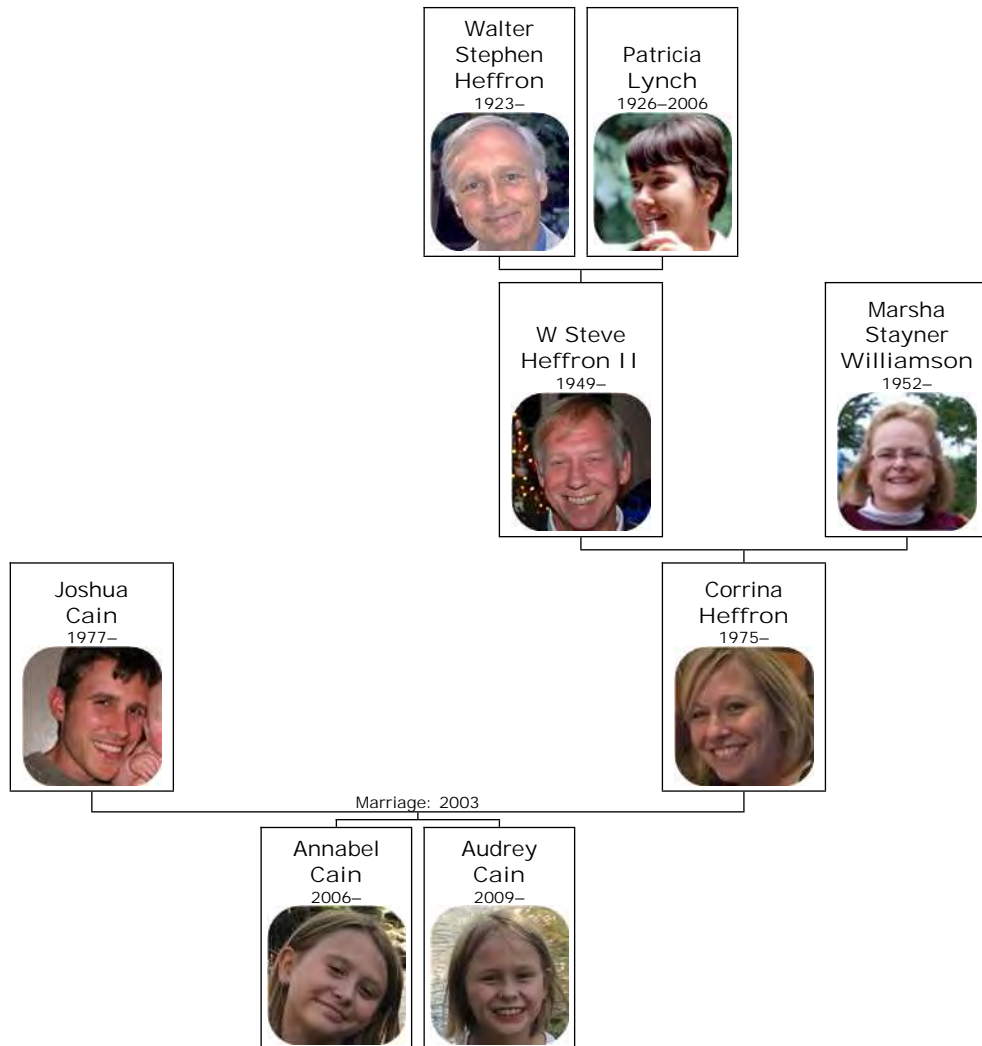 Walter
Stephen
Heffron
1923–
Patricia
Lynch
1926–2006
W Steve
Heffron II
1949–
Marsha
Stayner
Williamson
1952–
Joshua
Cain
1977–
Corrina
Heffron
1975–
Marriage: 2003
Annabel
Cain
2006–
Audrey
Cain
2009–